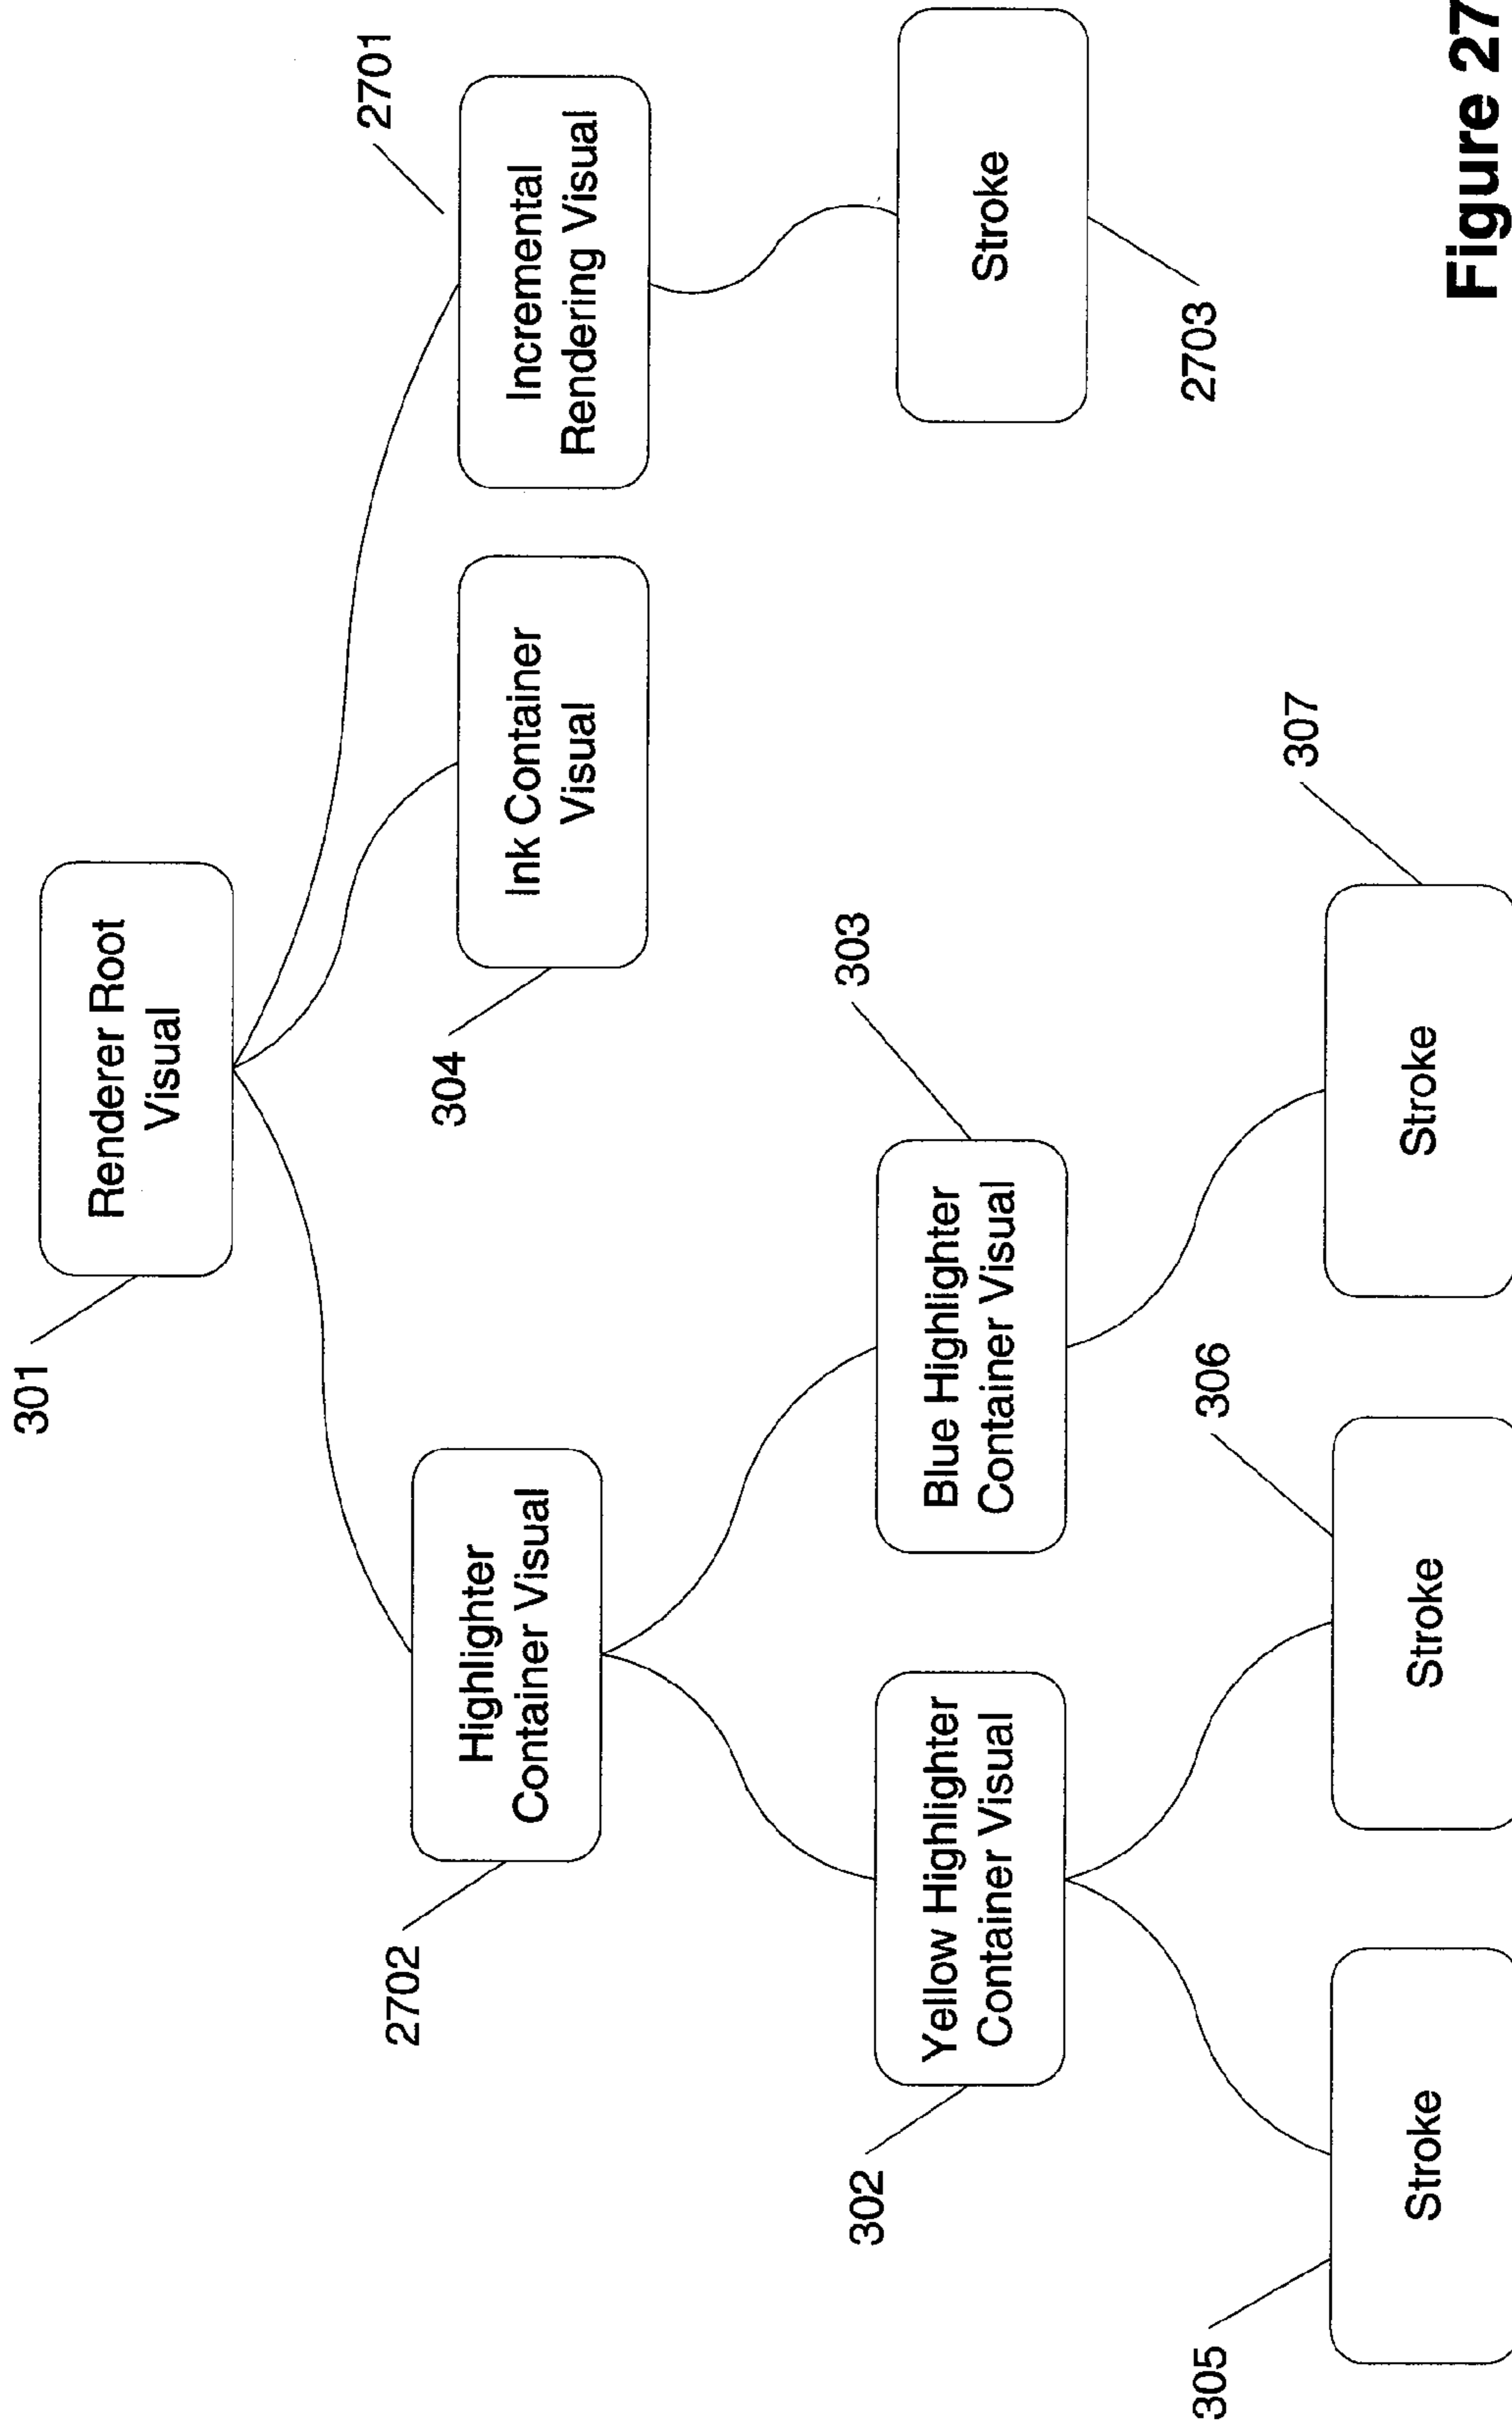 301
Renderer Root
Visual
2701
2702
Highlighter
Container Visual
304
Ink Container
Visual
Incremental
Rendering Visual
302
Yellow Highlighter
Container Visual
303
Blue Highlighter
Container Visual
Stroke
2703
305
Stroke
306
Stroke
307
Stroke
Figure 27